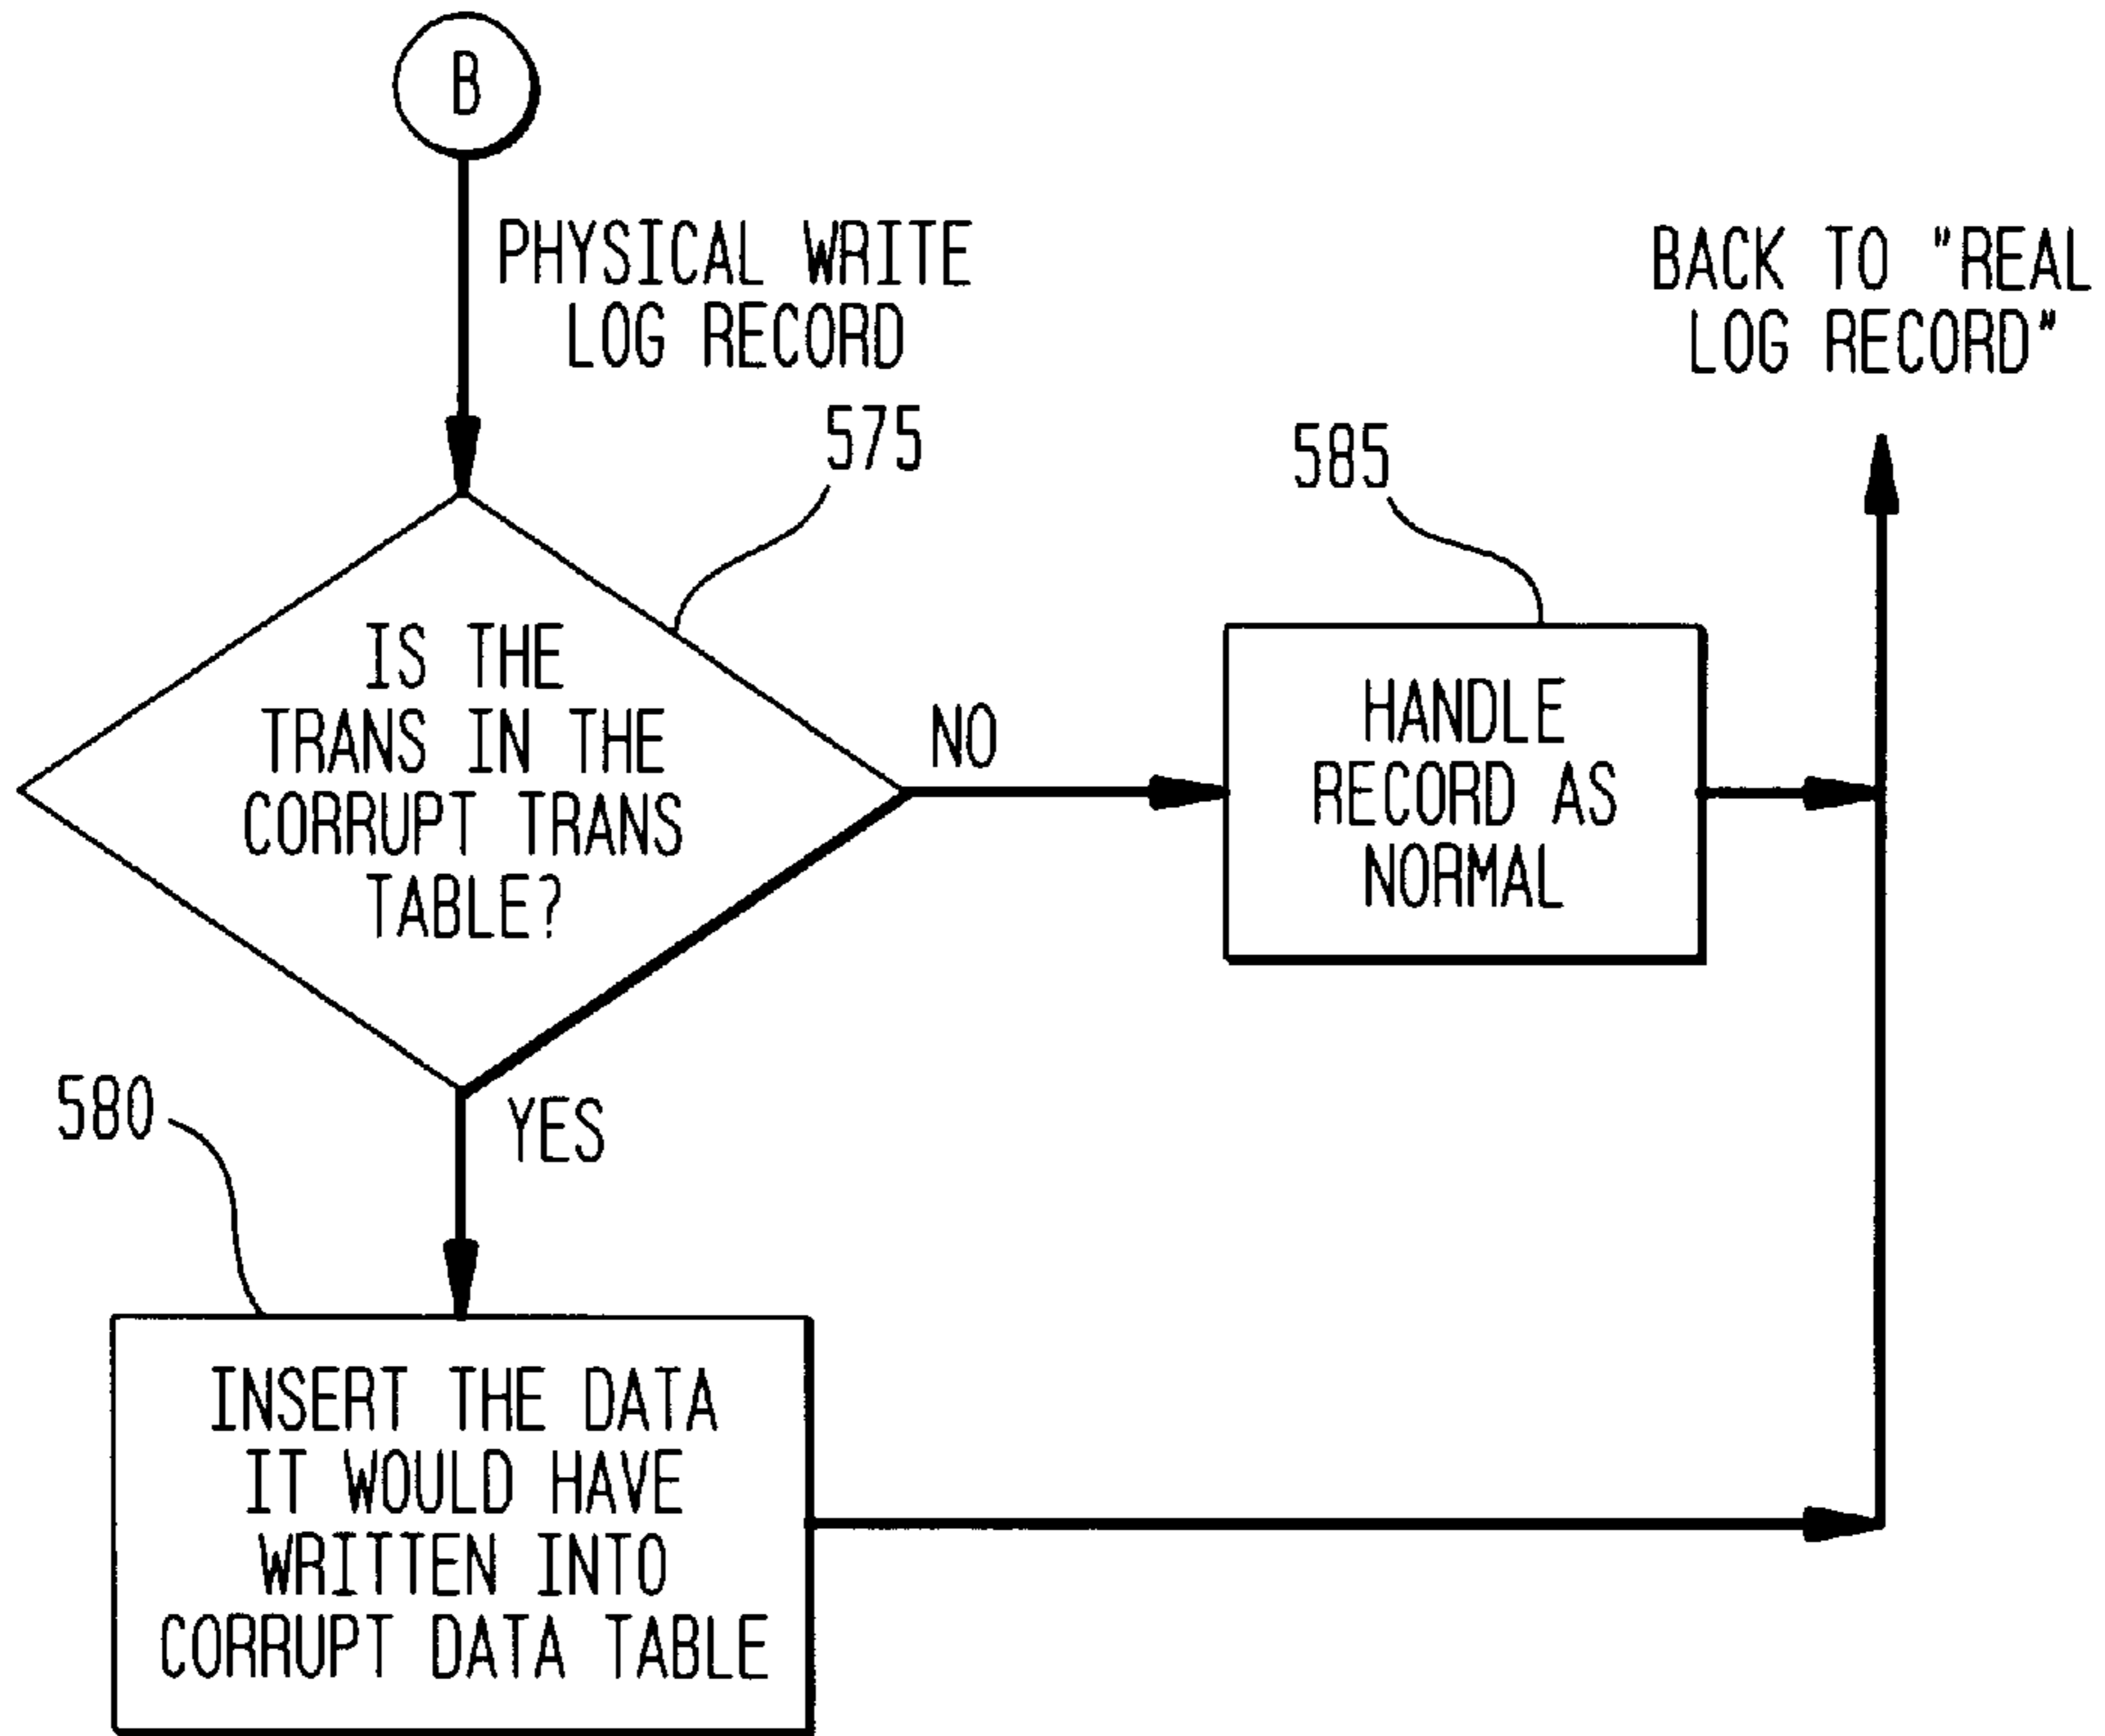 B
PHYSICAL WRITE
LOG RECORD
BACK TO "REAL
LOG RECORD"
575
585
IS THE
TRANS IN THE
CORRUPT TRANS
TABLE?
NO
HANDLE
RECORD AS
NORMAL
580
YES
INSERT THE DATA
IT WOULD HAVE
WRITTEN INTO
CORRUPT DATA TABLE